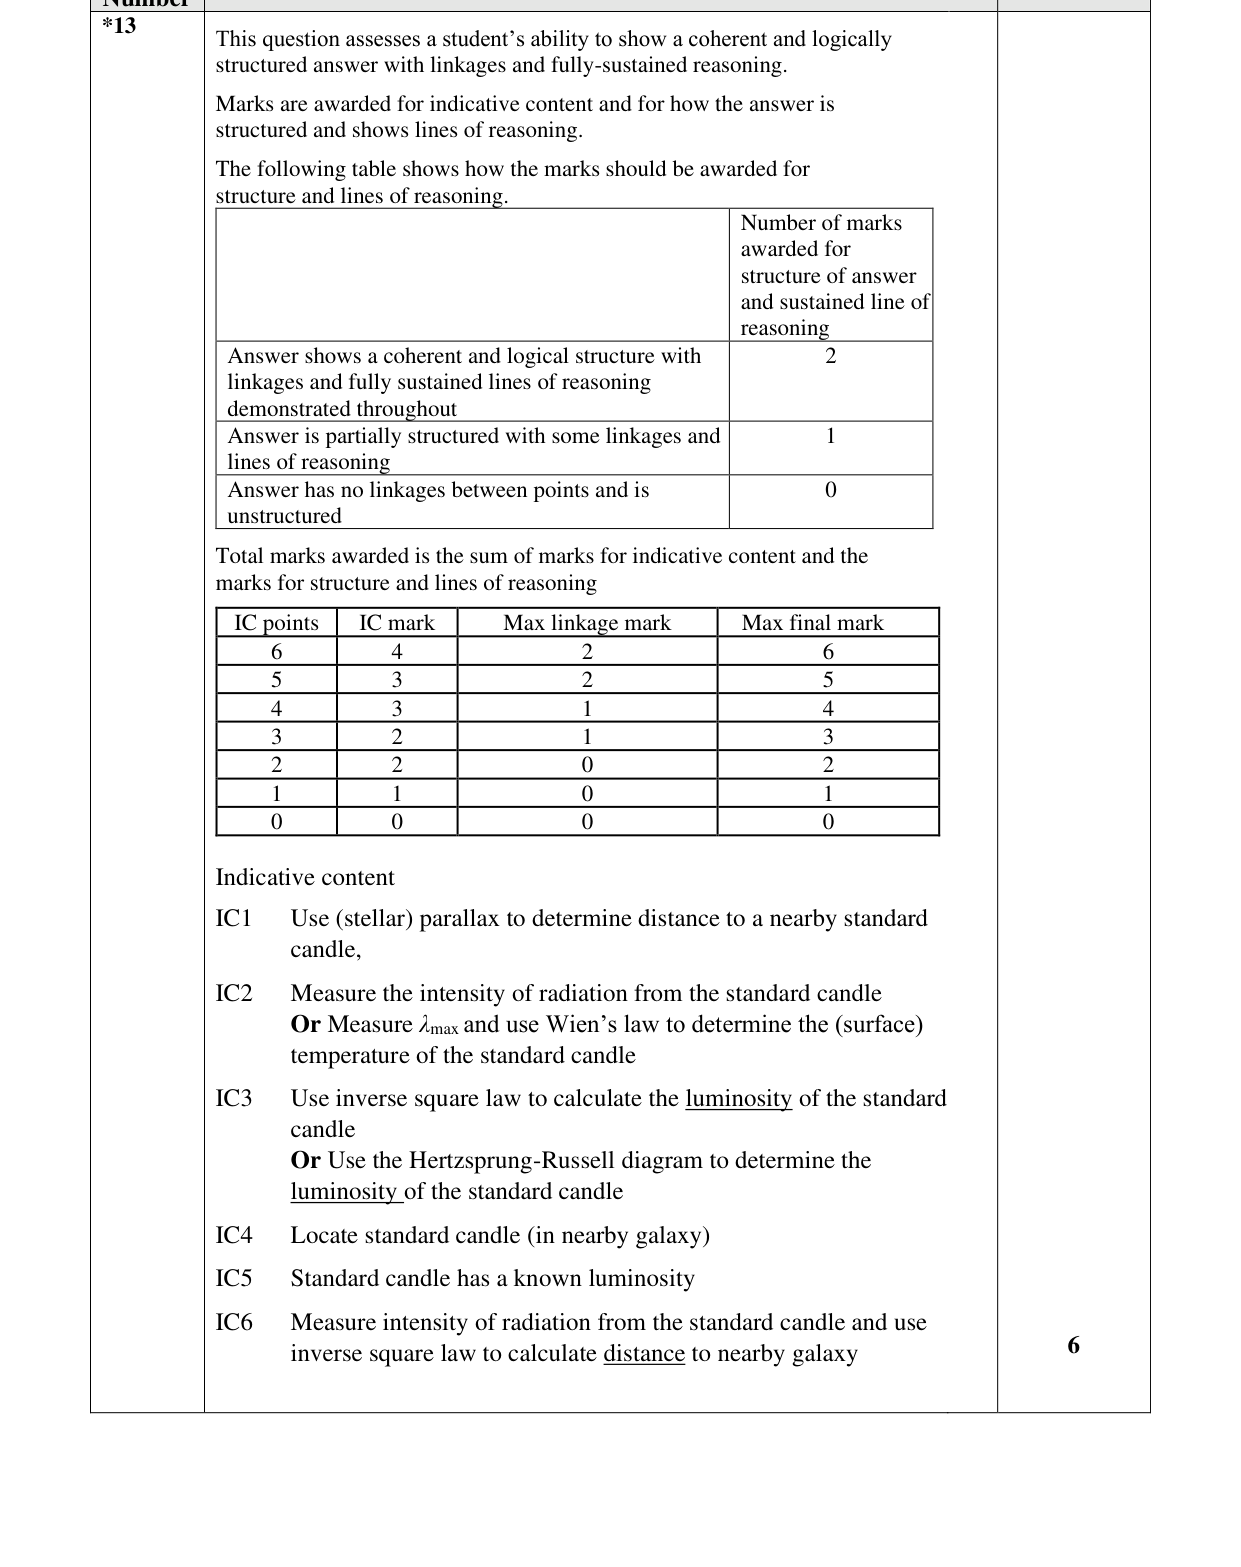 Number
*13
This question assesses a student’s ability to show a coherent and logically
structured answer with linkages and fully-sustained reasoning.
Marks are awarded for indicative content and for how the answer is
structured and shows lines of reasoning.
The following table shows how the marks should be awarded for
structure and lines of reasoning.
Number of marks
awarded for
structure of answer
and sustained line of
reasoning
Answer shows a coherent and logical structure with 2
linkages and fully sustained lines of reasoning
demonstrated throughout
Answer is partially structured with some linkages and 1
lines of reasoning
Answer has no linkages between points and is 0
unstructured
Total marks awarded is the sum of marks for indicative content and the
marks for structure and lines of reasoning
IC points IC mark Max linkage mark Max final mark
6 4 2 6
5 3 2 5
4 3 1 4
3 2 1 3
2 2 0 2
1 1 0 1
0 0 0 0
Indicative content
IC1 Use (stellar) parallax to determine distance to a nearby standard
candle,
IC2 Measure the intensity of radiation from the standard candle
Or Measure λmax and use Wien’s law to determine the (surface)
temperature of the standard candle
IC3 Use inverse square law to calculate the luminosity of the standard
candle
Or Use the Hertzsprung-Russell diagram to determine the
luminosity of the standard candle
IC4 Locate standard candle (in nearby galaxy)
IC5 Standard candle has a known luminosity
IC6 Measure intensity of radiation from the standard candle and use
inverse square law to calculate distance to nearby galaxy
6